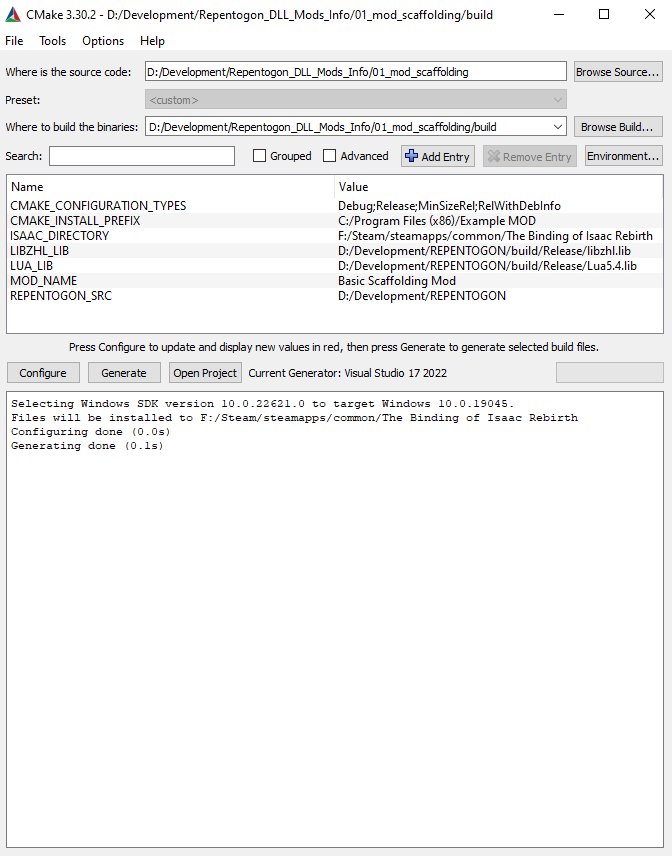 CMake 3.30.2 - D:/Development/Repentogon_DLL_Mods_Info/01_mod_scaffolding/build
File Tools Options Help
Where is the source code: D:/Development/Repentogon_DLL_Mods_Info/01_mod_scaffolding Browse Source...
Preset: <custom>
Where to build the binaries: D:/Development/Repentogon_DLL_Mods_Info/01_mod_scaffolding/build Browse Build...
Search: Grouped Advanced Add Entry Remove Entry Environment...
Name Value
CMAKE_CONFIGURATION_TYPES Debug;Release;MinSizeRel;RelWithDebInfo
CMAKE_INSTALL_PREFIX C:/Program Files (x86)/Example MOD
ISAAC_DIRECTORY F:/Steam/steamapps/common/The Binding of Isaac Rebirth
LIBZHL_LIB D:/Development/REPENTOGON/build/Release/libzhl.lib
LUA_LIB D:/Development/REPENTOGON/build/Release/Lua5.4.lib
MOD_NAME Basic Scaffolding Mod
REPENTOGON_SRC D:/Development/REPENTOGON
Press Configure to update and display new values in red, then press Generate to generate selected build files.
Configure Generate Open Project Current Generator: Visual Studio 17 2022
Selecting Windows SDK version 10.0.22621.0 to target Windows 10.0.19045.
Files will be installed to F:/Steam/steamapps/common/The Binding of Isaac Rebirth
Configuring done (0.0s)
Generating done (0.1s)